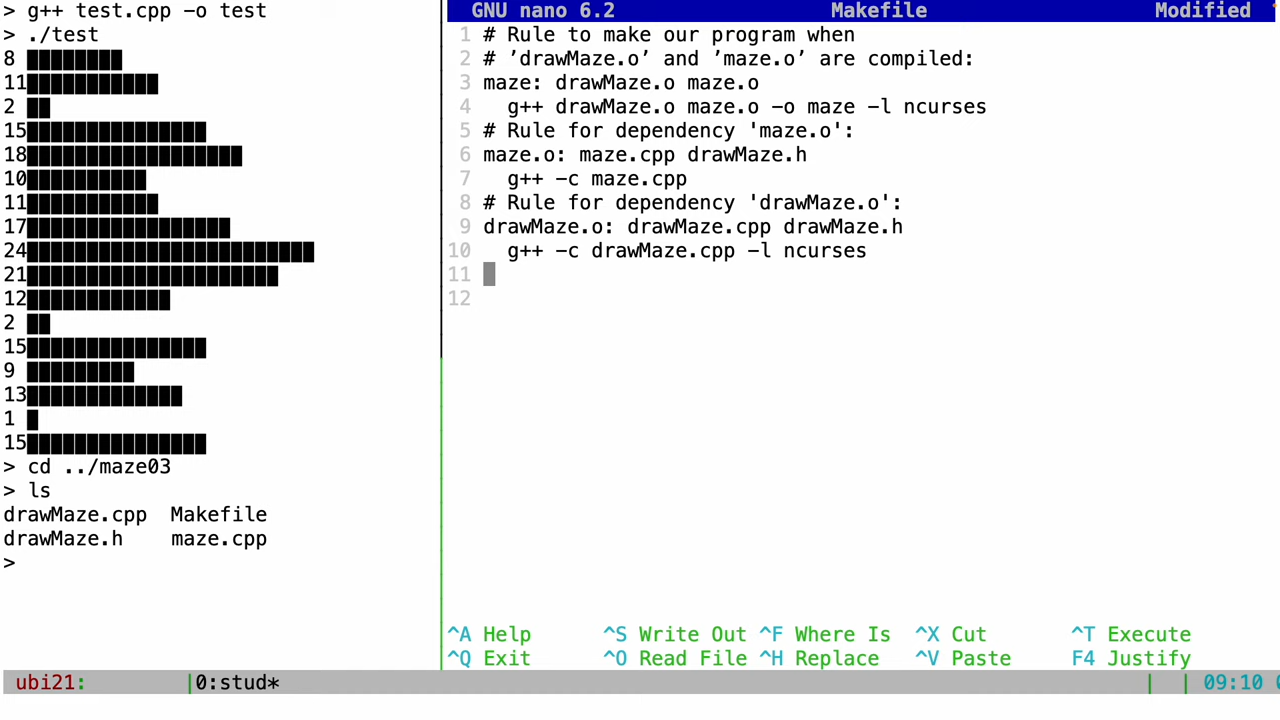 > g++ test.cpp -o test
> ./test
8
11
2
15
18
10
11
17
24
21
12
2
15
9
13
1
15
> cd ../maze03
> ls
drawMaze.cpp Makefile
drawMaze.h maze.cpp
>
GNU nano 6.2 Makefile Modified
1 # Rule to make our program when
2 # ’drawMaze.o’ and ’maze.o’ are compiled:
3 maze: drawMaze.o maze.o
4 g++ drawMaze.o maze.o -o maze -l ncurses
5 # Rule for dependency 'maze.o':
6 maze.o: maze.cpp drawMaze.h
7 g++ -c maze.cpp
8 # Rule for dependency 'drawMaze.o':
9 drawMaze.o: drawMaze.cpp drawMaze.h
10 g++ -c drawMaze.cpp -l ncurses
11
12
^A Help ^S Write Out ^F Where Is ^X Cut ^T Execute
^Q Exit ^O Read File ^H Replace ^V Paste F4 Justify
ubi21: |0:stud* | | 09:10